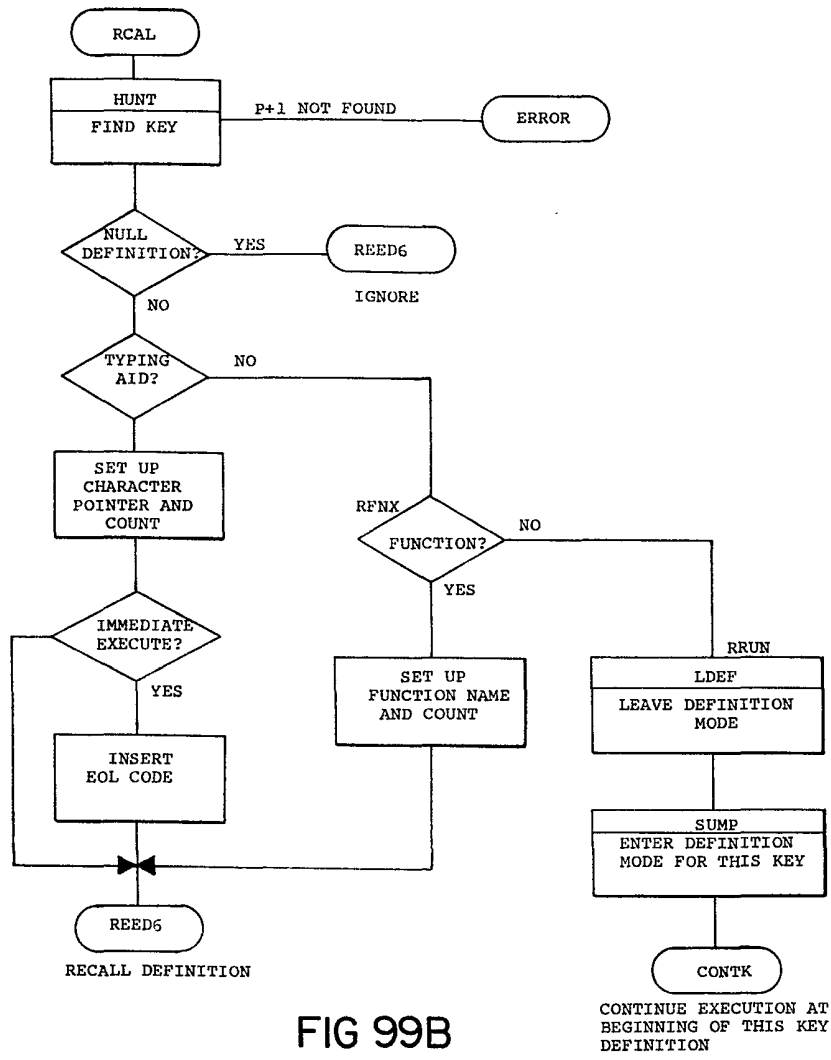 RCAL
HUNT
FIND KEY
P+1 NOT FOUND
ERROR
NULL
DEFINITION?
YES
REED6
IGNORE
NO
TYPING
AID?
NO
SET UP
CHARACTER
POINTER AND
COUNT
RFNX
FUNCTION?
NO
YES
IMMEDIATE
EXECUTE?
YES
SET UP
FUNCTION NAME
AND COUNT
RRUN
LDEF
LEAVE DEFINITION
MODE
INSERT
EOL CODE
SUMP
ENTER DEFINITION
MODE FOR THIS KEY
REED6
RECALL DEFINITION
CONTK
CONTINUE EXECUTION AT
BEGINNING OF THIS KEY
DEFINITION
FIG 99B